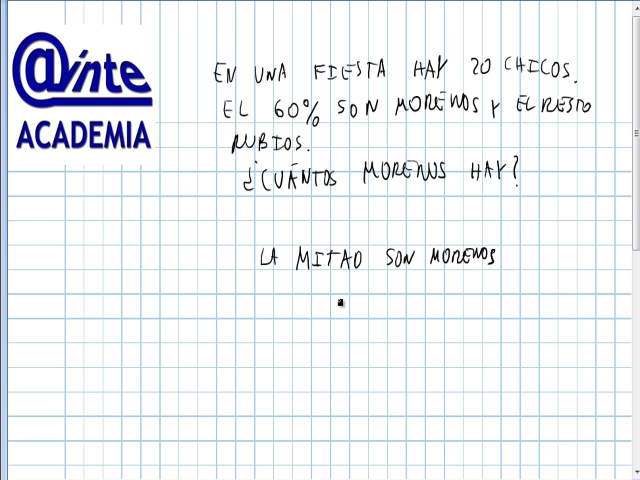 @inte
ACADEMIA
EN UNA FIESTA HAY 20 CHICOS.
EL 60% SON MORENOS Y EL RESTO
RUBIOS.
¿CUÁNTOS MORENOS HAY?
LA MITAD SON MORENOS